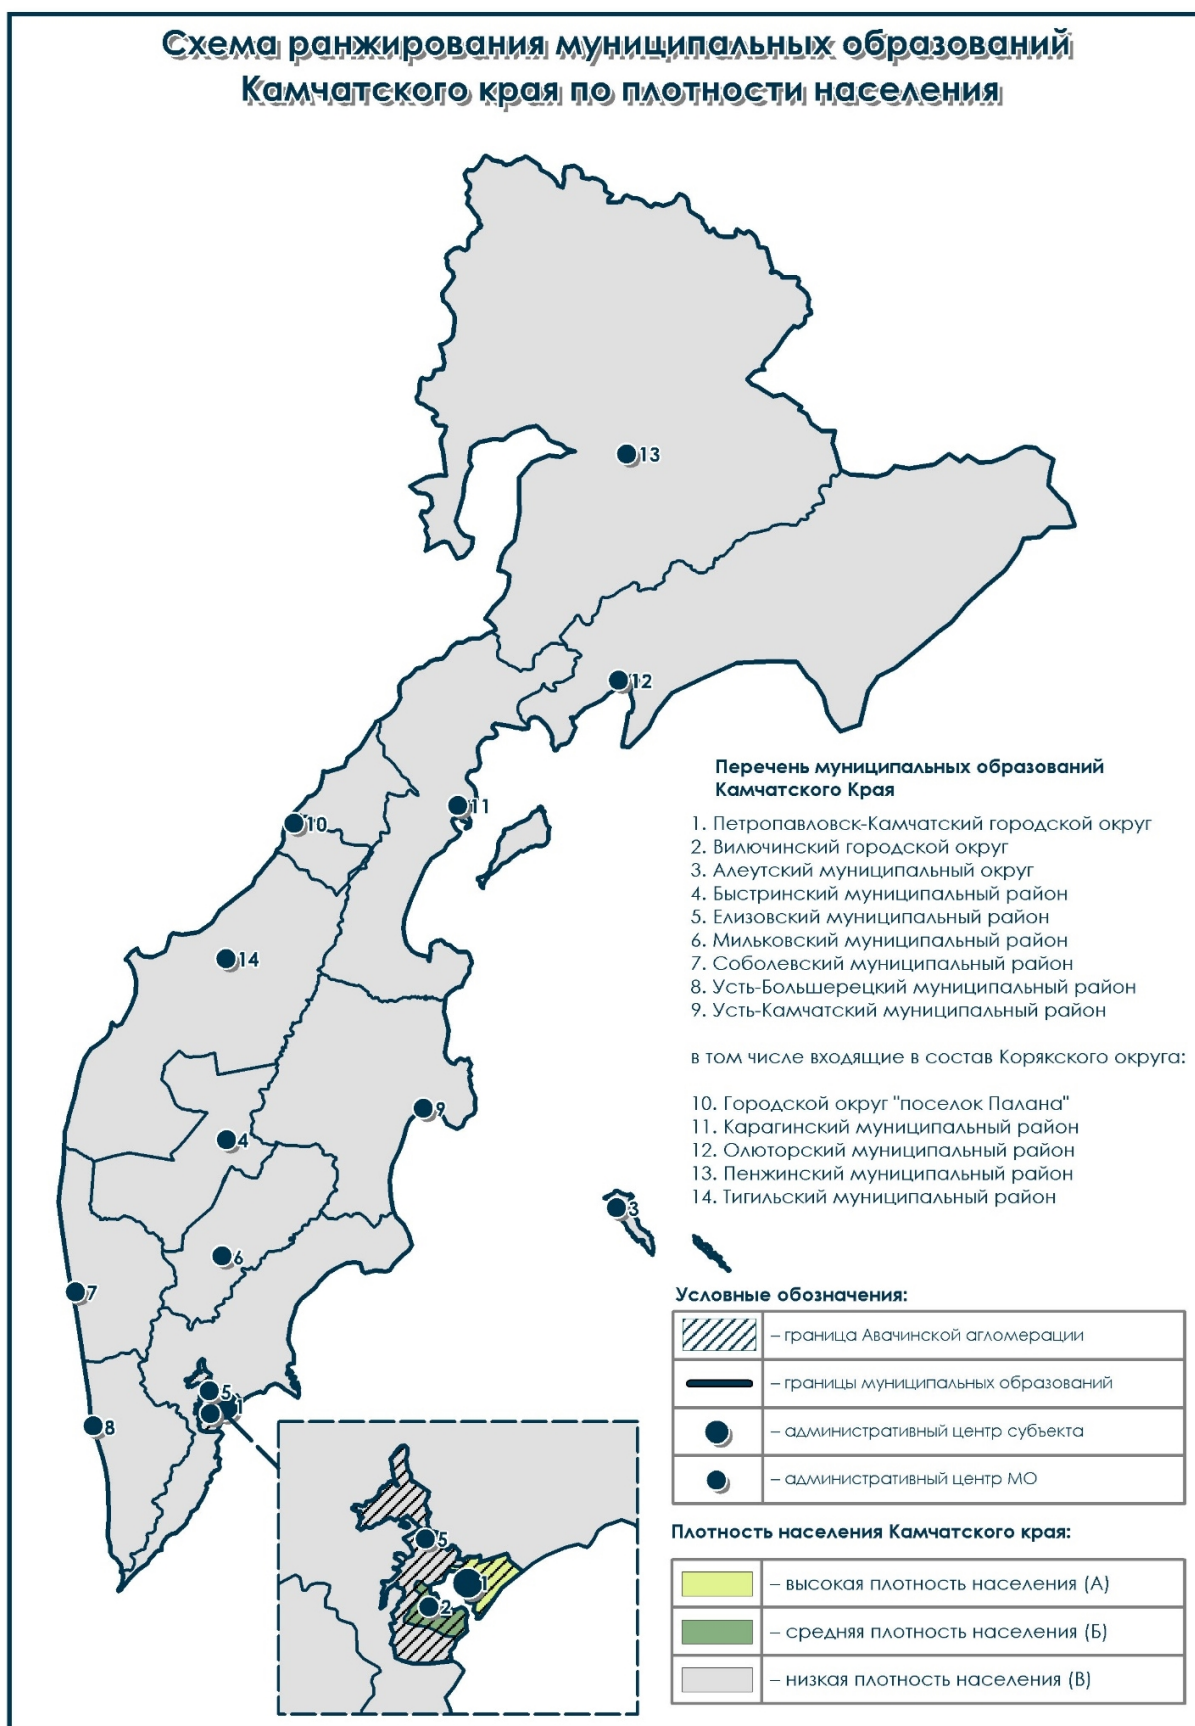 Схема ранжирования муниципальных образований
Камчатского края по плотности населения
13
12
11
10
14
9
4
3
6
7
5
1
8
5
1
2
Перечень муниципальных образований
Камчатского Края
1. Петропавловск-Камчатский городской округ
2. Вилючинский городской округ
3. Алеутский муниципальный округ
4. Быстринский муниципальный район
5. Елизовский муниципальный район
6. Мильковский муниципальный район
7. Соболевский муниципальный район
8. Усть-Большерецкий муниципальный район
9. Усть-Камчатский муниципальный район
в том числе входящие в состав Корякского округа:
10. Городской округ "поселок Палана"
11. Карагинский муниципальный район
12. Олюторский муниципальный район
13. Пенжинский муниципальный район
14. Тигильский муниципальный район
Условные обозначения:
– граница Авачинской агломерации
– границы муниципальных образований
– административный центр субъекта
– административный центр МО
Плотность населения Камчатского края:
– высокая плотность населения (А)
– средняя плотность населения (Б)
– низкая плотность населения (В)